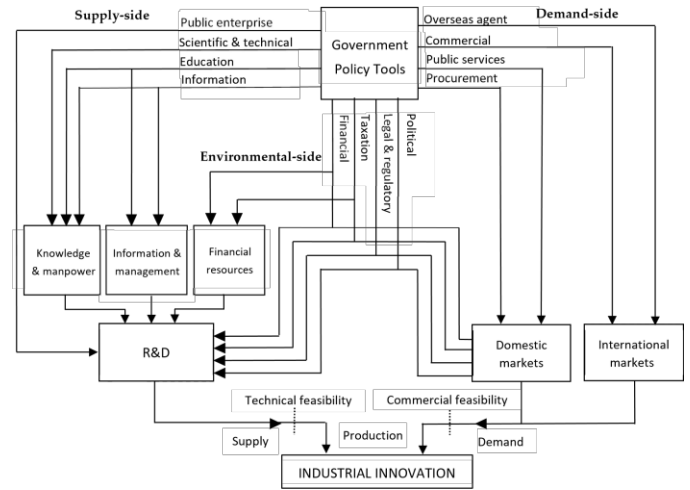 Supply-side
Public enterprise
Scientific & technical
Education
Information
Government
Policy Tools
Overseas agent
Commercial
Public services
Procurement
Demand-side
Environmental-side
Financial
Taxation
Legal & regulatory
Political
Knowledge
& manpower
Information &
management
Financial
resources
R&D
Domestic
markets
International
markets
Technical feasibility
Commercial feasibility
Supply
Production
Demand
INDUSTRIAL INNOVATION